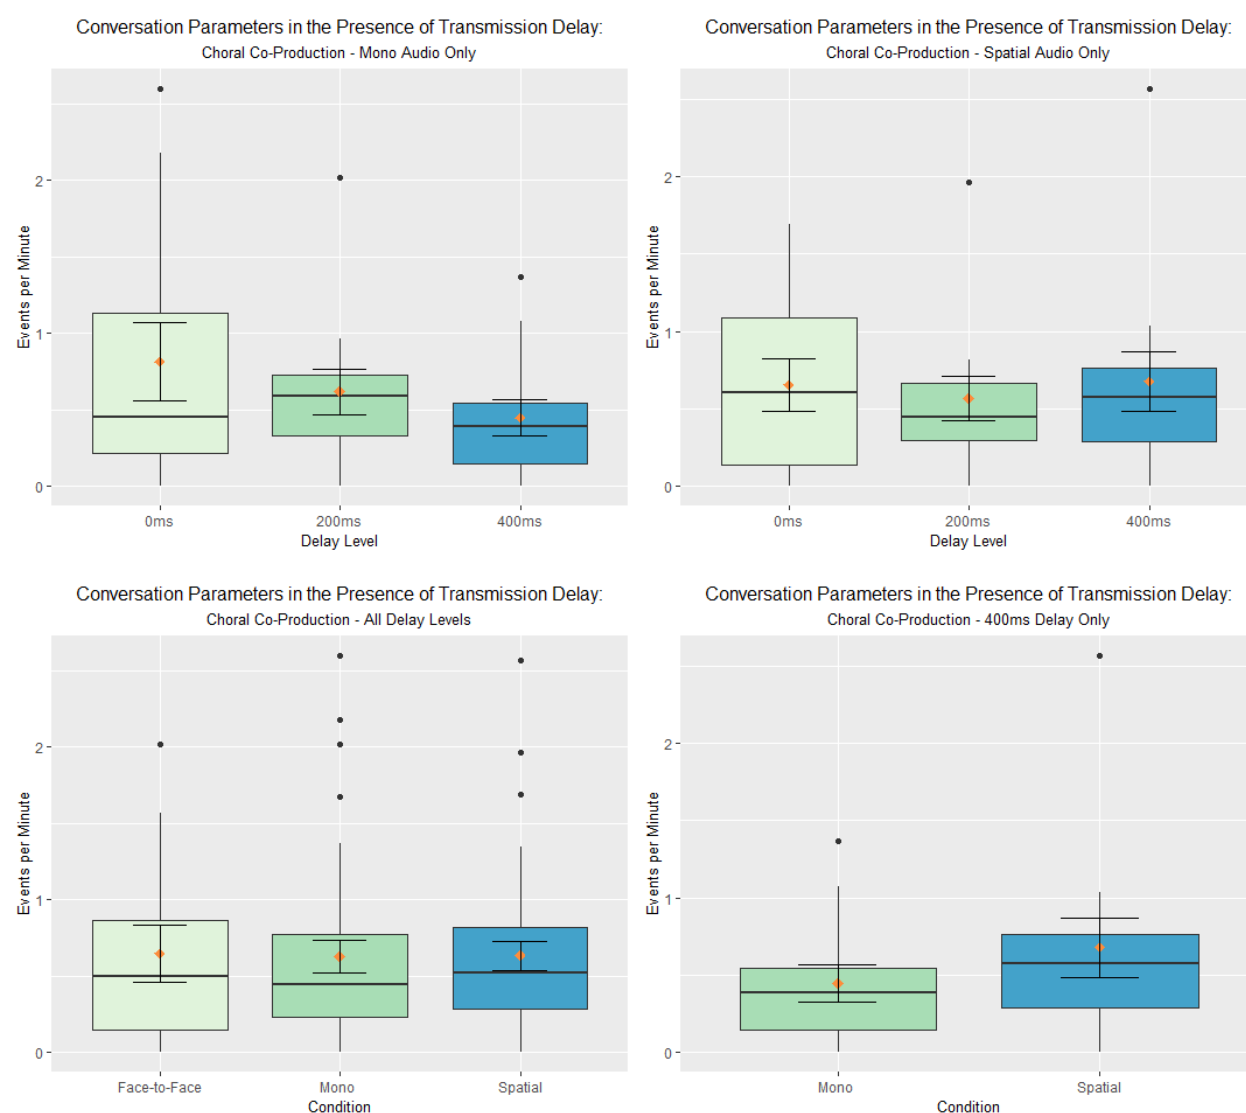 Conversation Parameters in the Presence of Transmission Delay:
Choral Co-Production - Mono Audio Only
Events per Minute
2
1
0
0ms 200ms 400ms
Delay Level
Conversation Parameters in the Presence of Transmission Delay:
Choral Co-Production - Spatial Audio Only
Events per Minute
2
1
0
0ms 200ms 400ms
Delay Level
Conversation Parameters in the Presence of Transmission Delay:
Choral Co-Production - All Delay Levels
Events per Minute
2
1
0
Face-to-Face Mono Spatial
Condition
Conversation Parameters in the Presence of Transmission Delay:
Choral Co-Production - 400ms Delay Only
Events per Minute
2
1
0
Mono Spatial
Condition